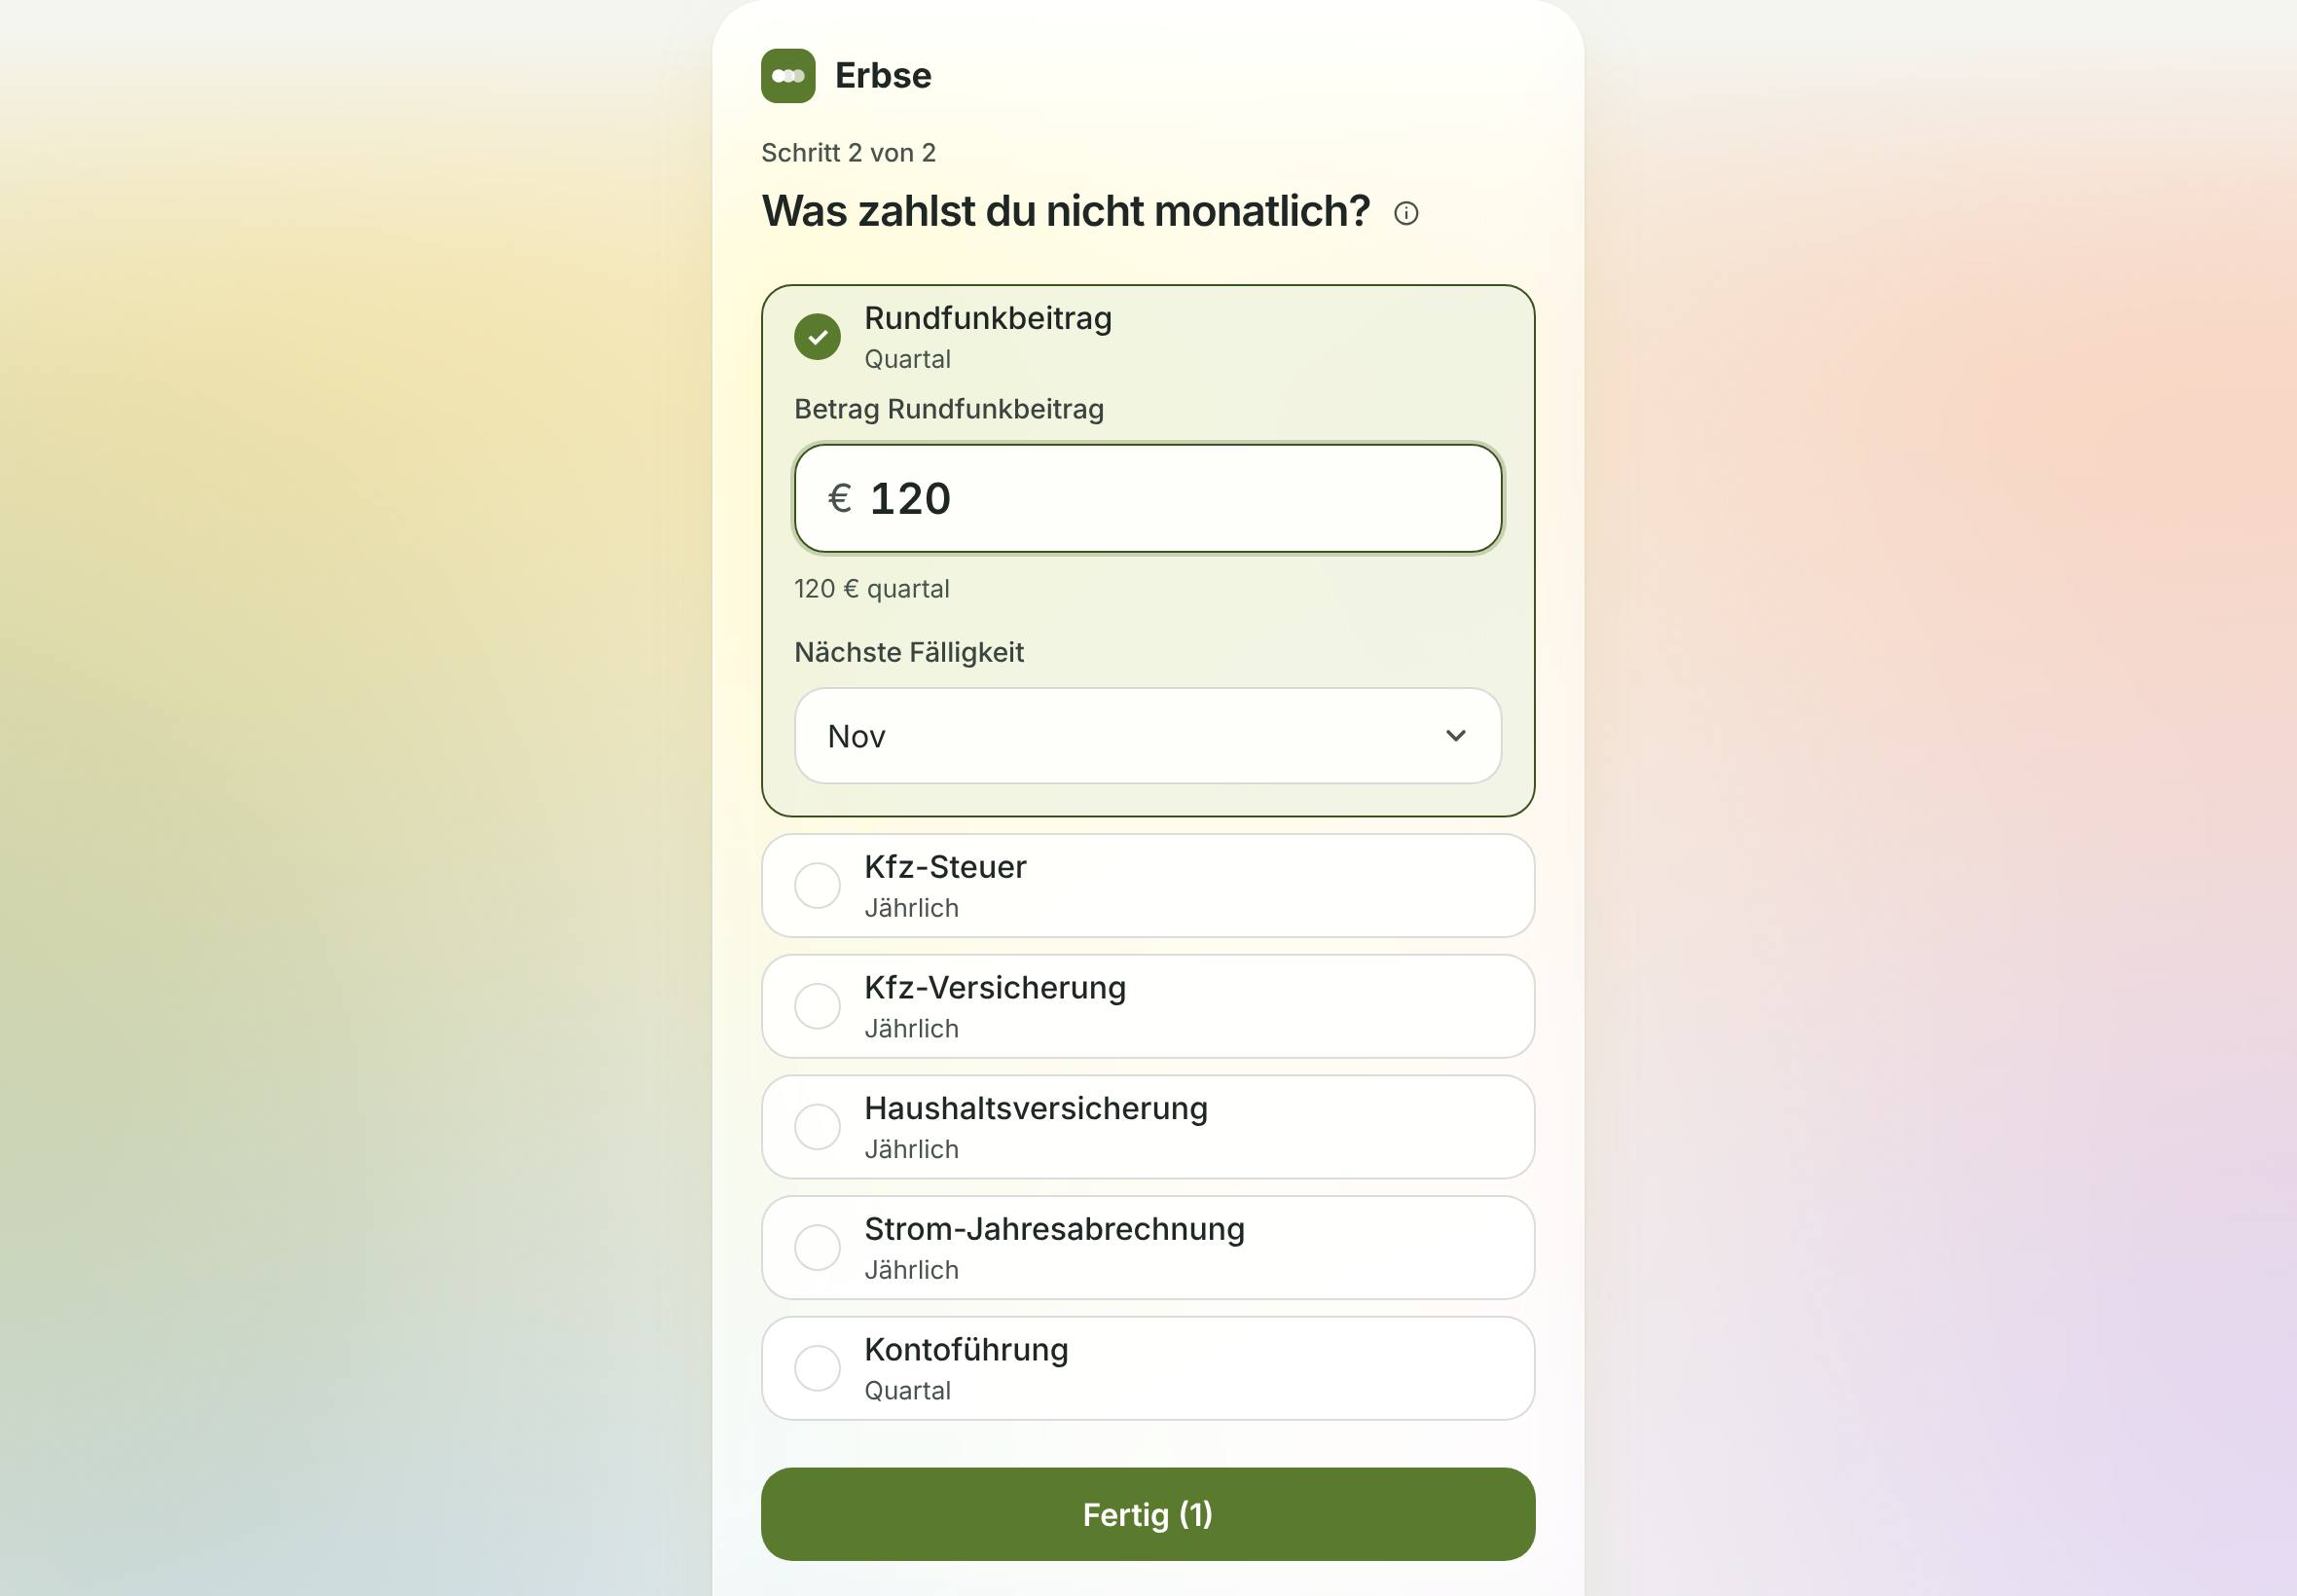 Erbse
Schritt 2 von 2
Was zahlst du nicht monatlich?
Rundfunkbeitrag
Quartal
Betrag Rundfunkbeitrag
€ 120
120 € quartal
Nächste Fälligkeit
Nov
Kfz-Steuer
Jährlich
Kfz-Versicherung
Jährlich
Haushaltsversicherung
Jährlich
Strom-Jahresabrechnung
Jährlich
Kontoführung
Quartal
Fertig (1)